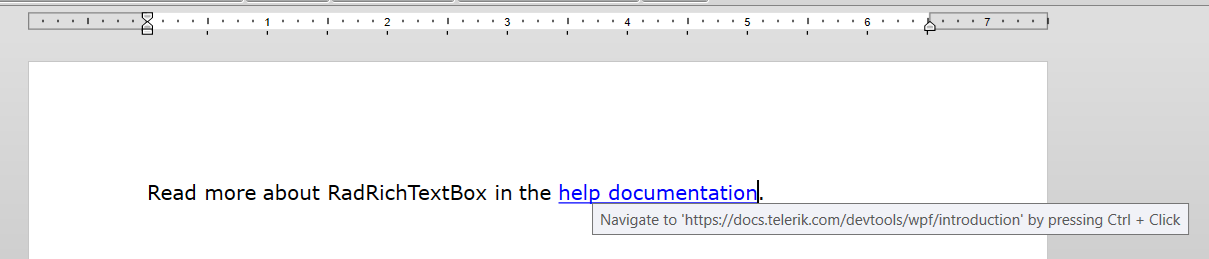 1 2 3 4 5 6 7
Read more about RadRichTextBox in the help documentation.
Navigate to 'https://docs.telerik.com/devtools/wpf/introduction' by pressing Ctrl + Click